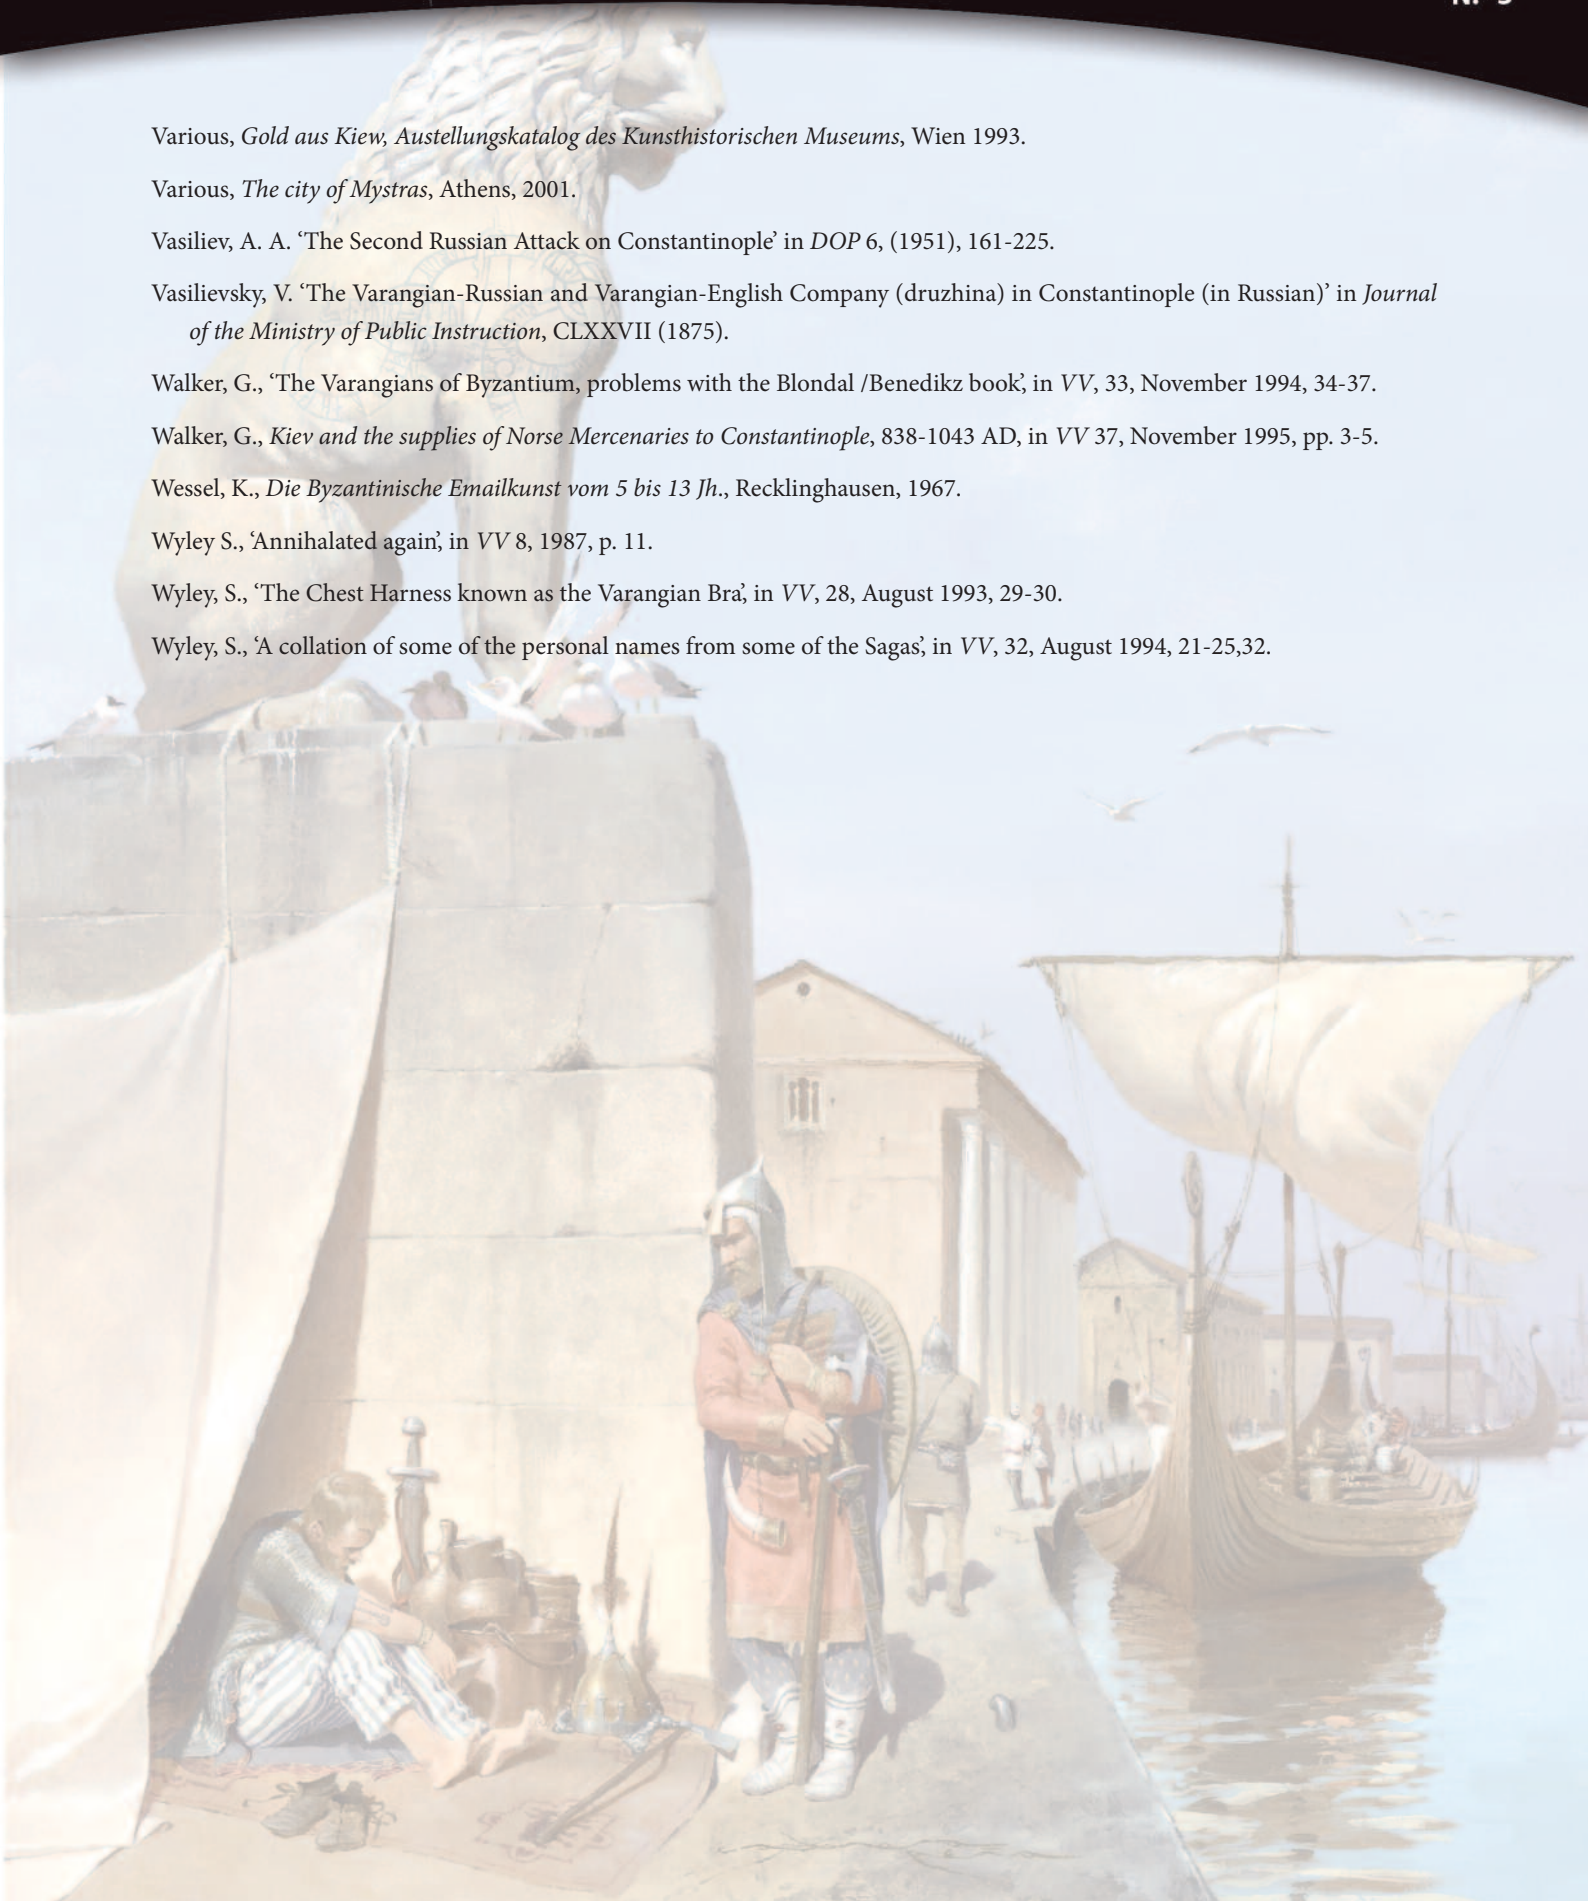 Various, Gold aus Kiew, Austellungskatalog des Kunsthistorischen Museums, Wien 1993.
Various, The city of Mystras, Athens, 2001.
Vasiliev, A. A. ‘The Second Russian Attack on Constantinople’ in DOP 6, (1951), 161-225.
Vasilievsky, V. ‘The Varangian-Russian and Varangian-English Company (druzhina) in Constantinople (in Russian)’ in Journal
of the Ministry of Public Instruction, CLXXVII (1875).
Walker, G., ‘The Varangians of Byzantium, problems with the Blondal /Benedikz book’, in VV, 33, November 1994, 34-37.
Walker, G., Kiev and the supplies of Norse Mercenaries to Constantinople, 838-1043 AD, in VV 37, November 1995, pp. 3-5.
Wessel, K., Die Byzantinische Emailkunst vom 5 bis 13 Jh., Recklinghausen, 1967.
Wyley S., ‘Annihalated again’, in VV 8, 1987, p. 11.
Wyley, S., ‘The Chest Harness known as the Varangian Bra’, in VV, 28, August 1993, 29-30.
Wyley, S., ‘A collation of some of the personal names from some of the Sagas’, in VV, 32, August 1994, 21-25,32.